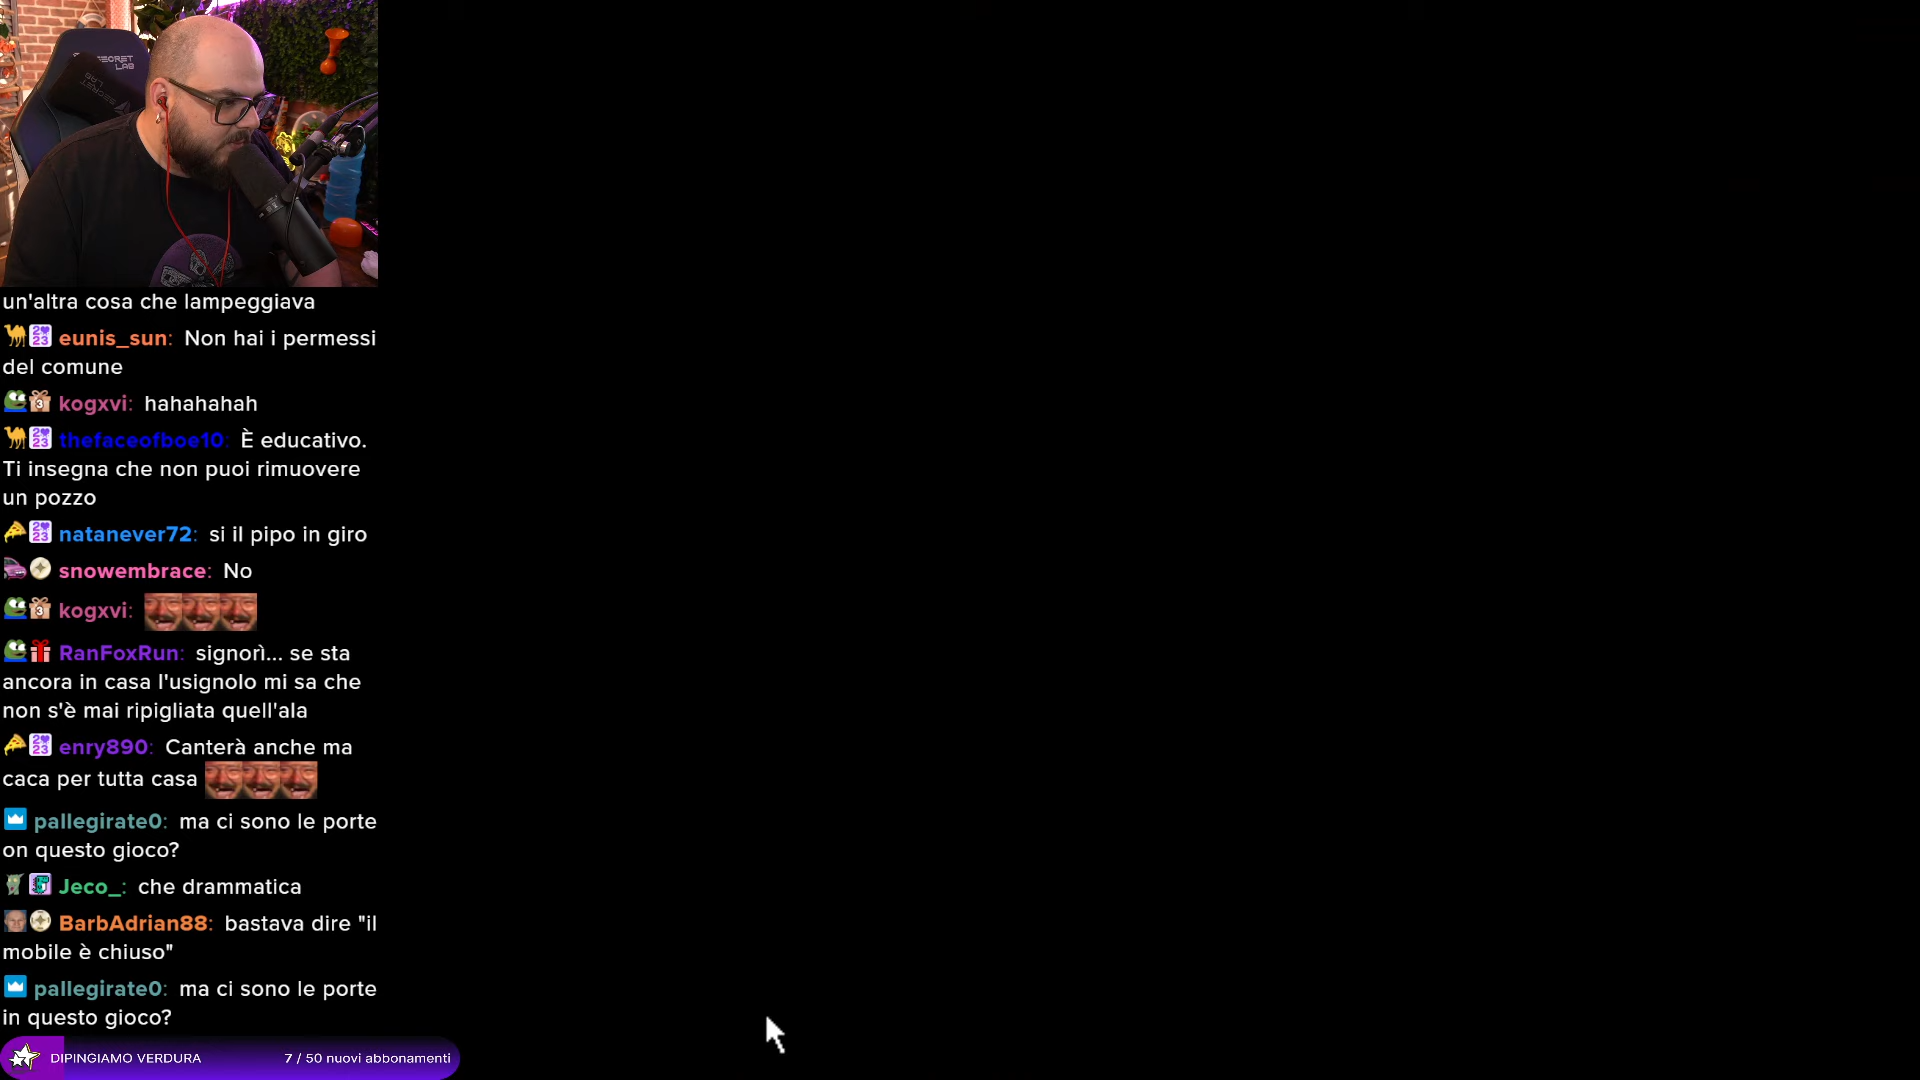 SECRET
LAB
un'altra cosa che lampeggiava
eunis_sun: Non hai i permessi
del comune
kogxvi: hahahahah
thefaceofboe10: È educativo.
Ti insegna che non puoi rimuovere
un pozzo
natanever72: si il pipo in giro
snowembrace: No
kogxvi:
RanFoxRun: signorì... se sta
ancora in casa l'usignolo mi sa che
non s'è mai ripigliata quell'ala
enry890: Canterà anche ma
caca per tutta casa
pallegirate0: ma ci sono le porte
on questo gioco?
Jeco_: che drammatica
BarbAdrian88: bastava dire "il
mobile è chiuso"
pallegirate0: ma ci sono le porte
in questo gioco?
DIPINGIAMO VERDURA 7 / 50 nuovi abbonamenti